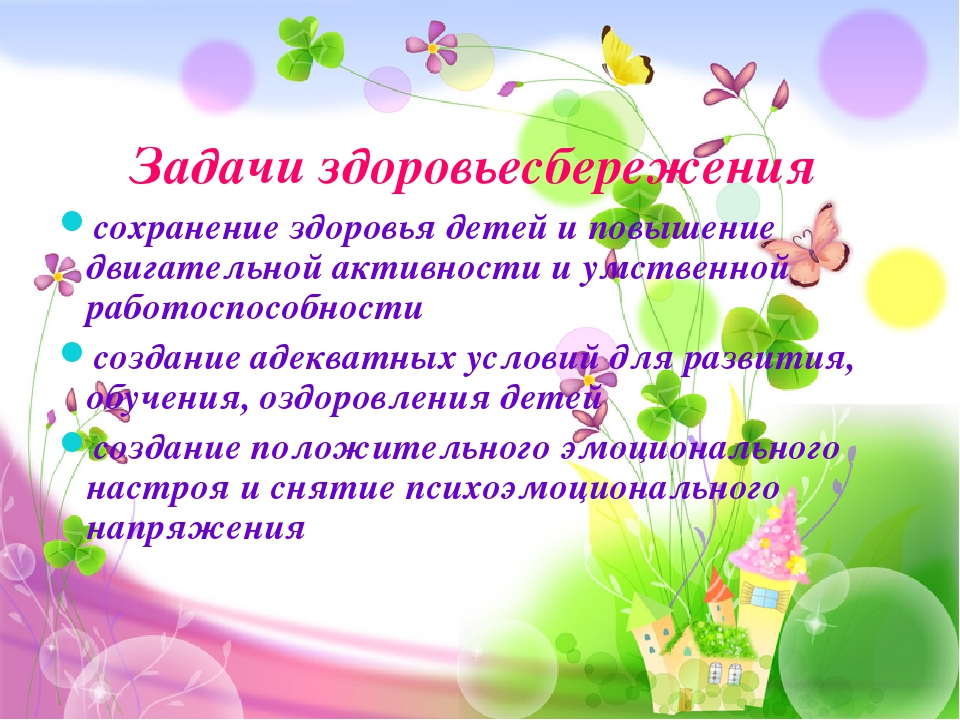 Задачи здоровьесбережения
сохранение здоровья детей и повышение
двигательной активности и умственной
работоспособности
создание адекватных условий для развития,
обучения, оздоровления детей
создание положительного эмоционального
настроя и снятие психоэмоционального
напряжения